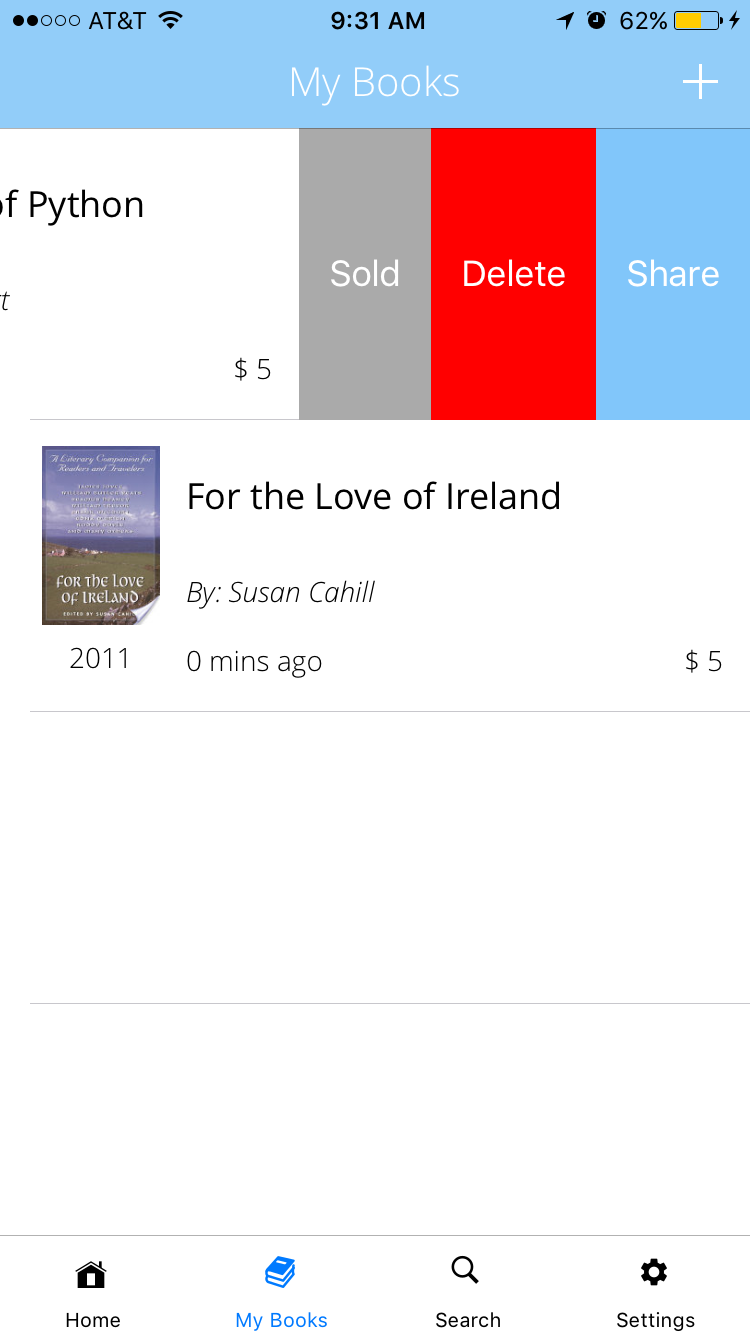 AT&T 9:31 AM 62%
My Books
of Python
$ 5
Sold Delete Share
A Literary Companion for
Readers and Travelers
FOR THE LOVE
OF IRELAND
EDITED BY SUSAN CAHI
2011
For the Love of Ireland
By: Susan Cahill
0 mins ago
$ 5
Home My Books Search Settings